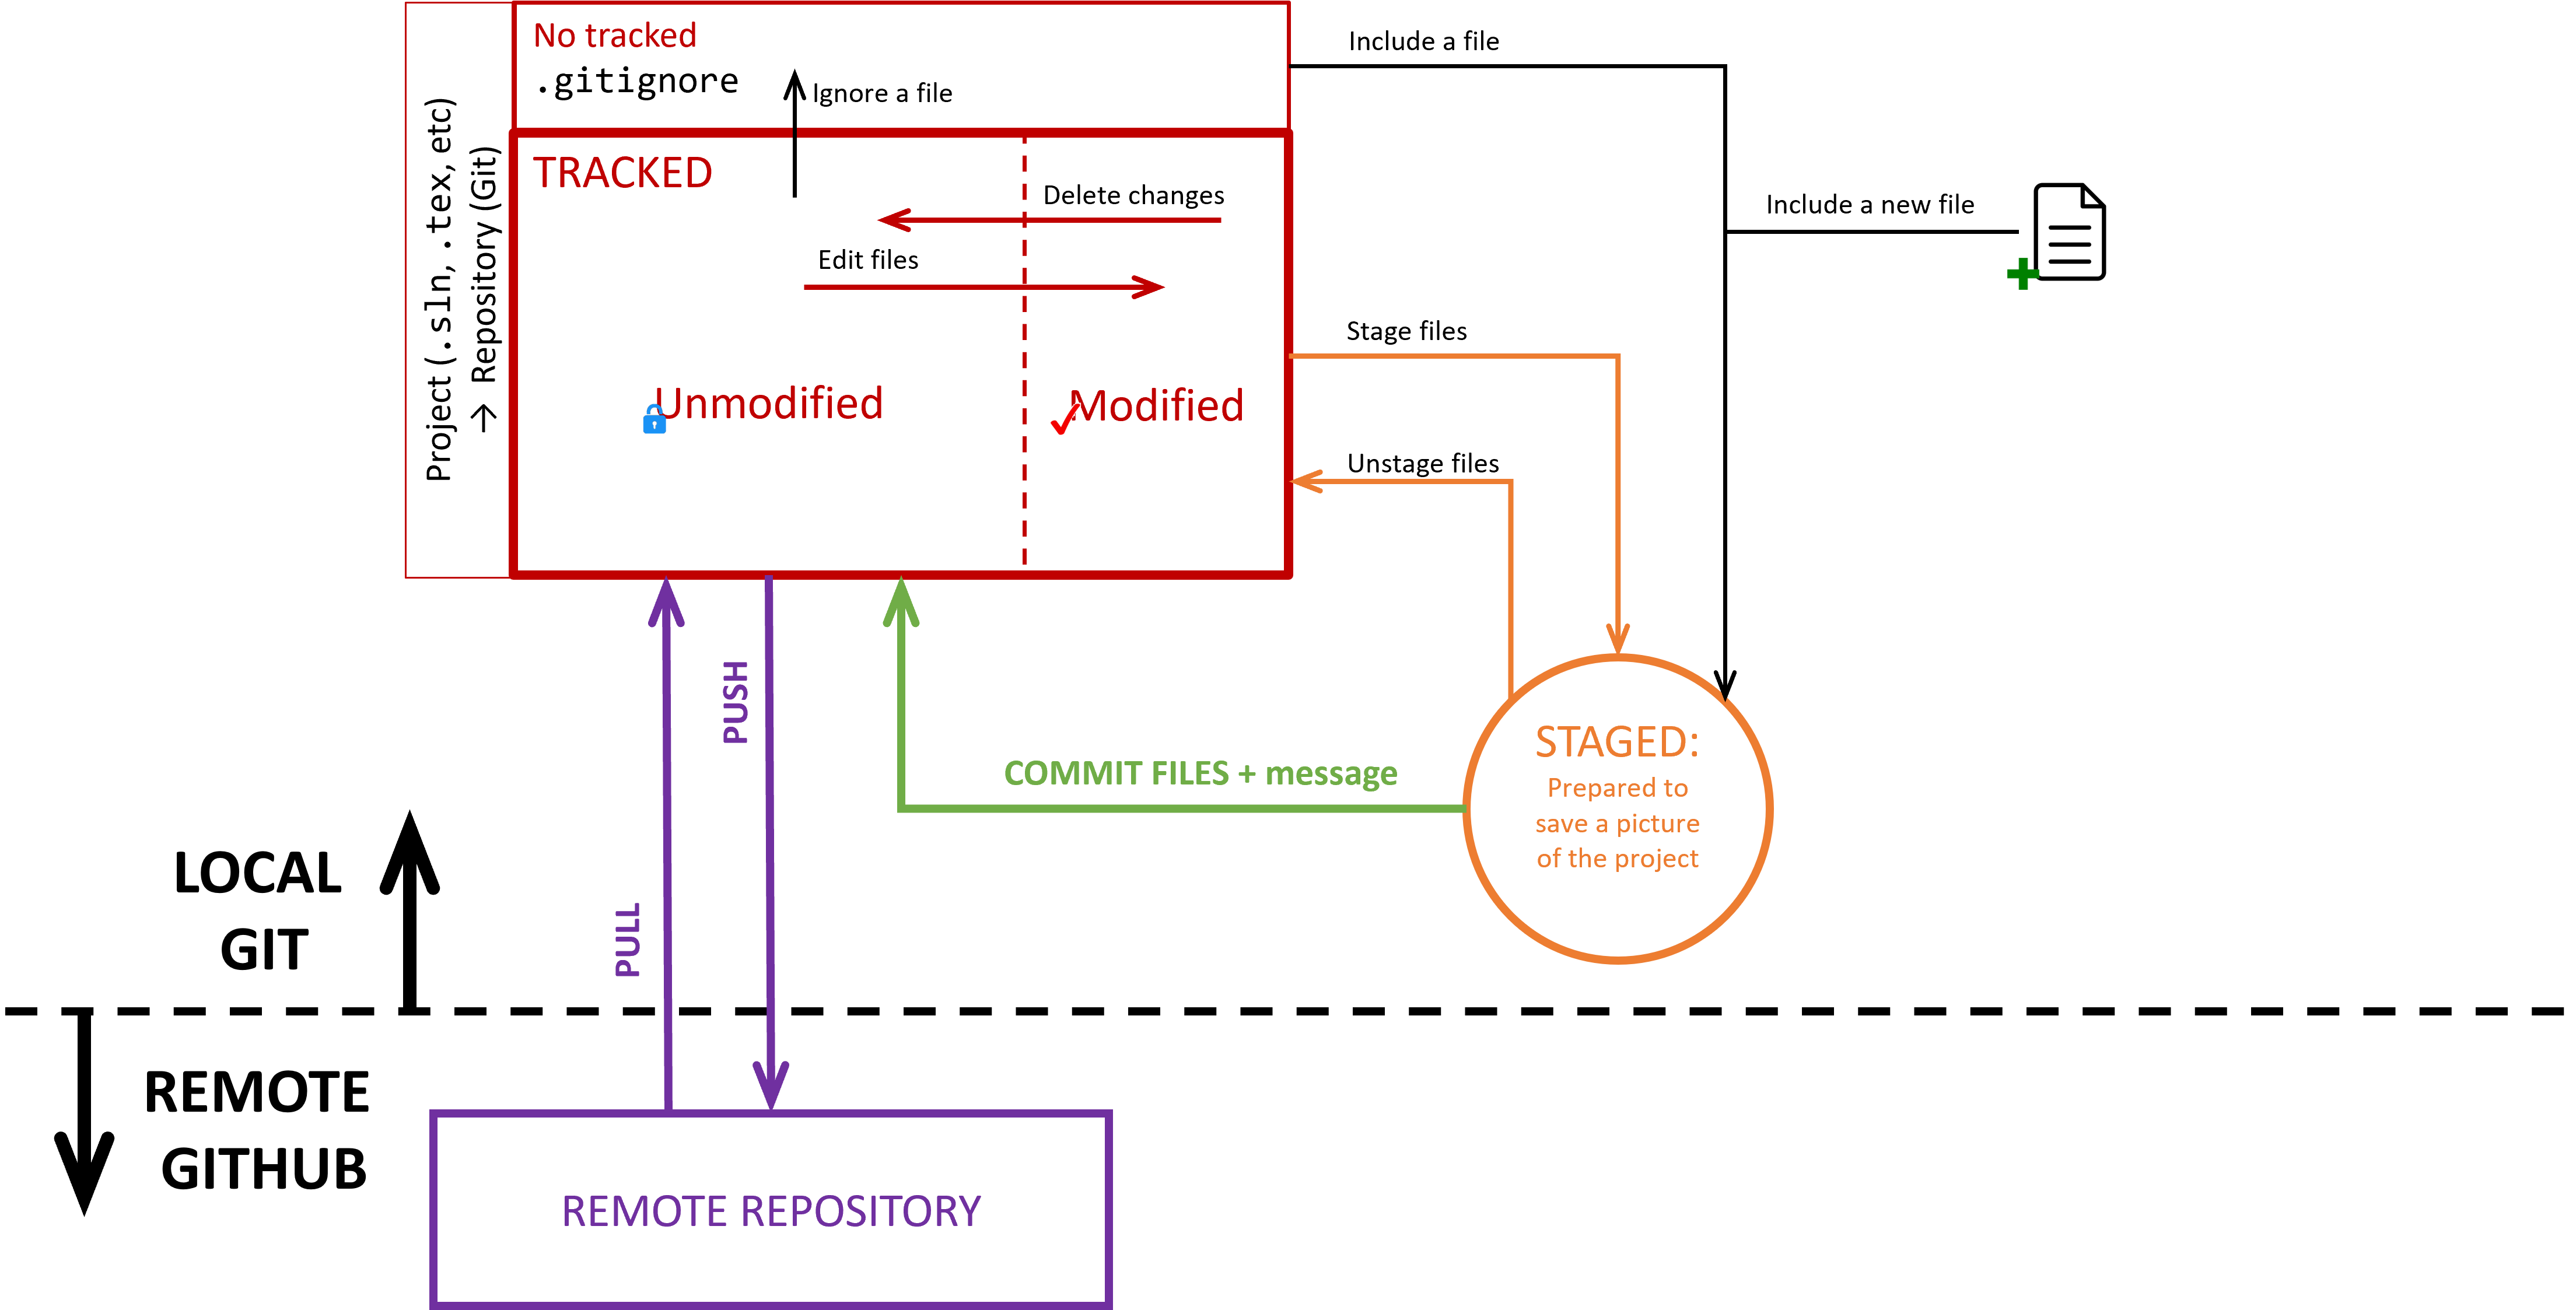 Project (.sln, .tex, etc)
→ Repository (Git)
No tracked
.gitignore
Ignore a file
Include a file
TRACKED
Delete changes
Include a new file
Edit files
Stage files
Unmodified
Modified
Unstage files
PUSH
PULL
COMMIT FILES + message
STAGED:
Prepared to
save a picture
of the project
LOCAL
GIT
REMOTE
GITHUB
REMOTE REPOSITORY